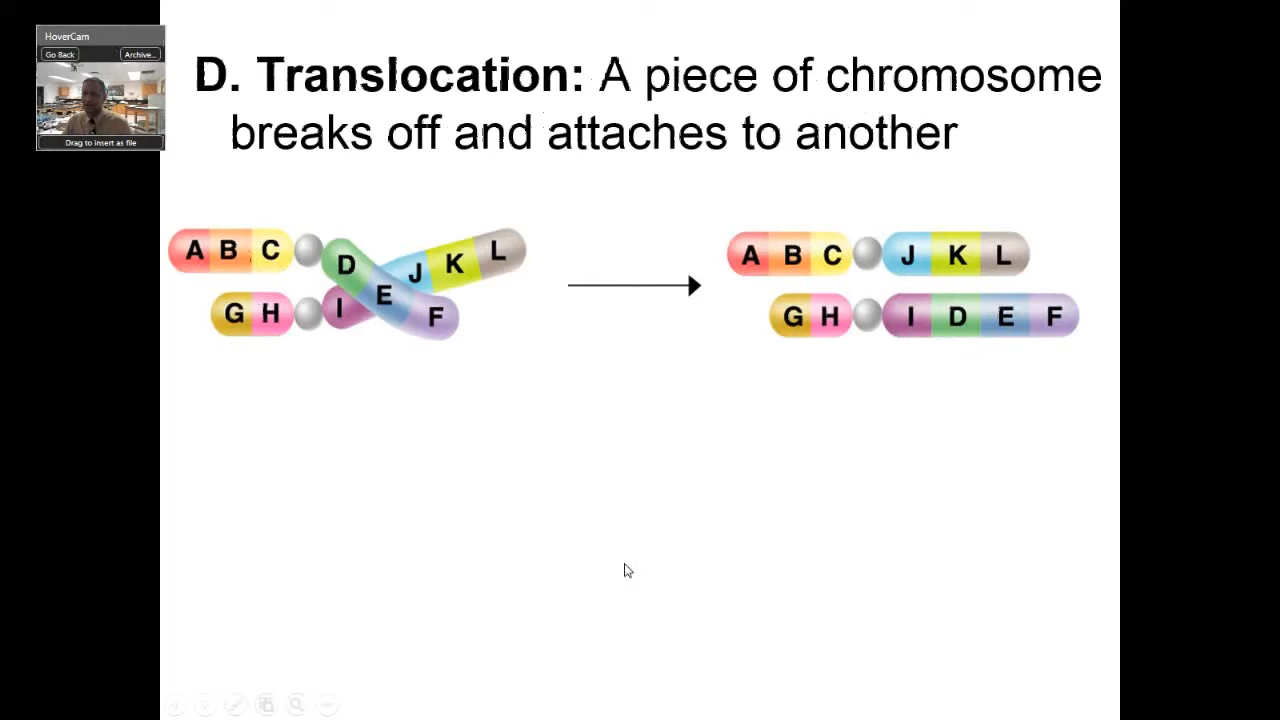 HoverCam
Go Back Archive...
Drag to insert as file
D. Translocation: A piece of chromosome
breaks off and attaches to another
A B C D E F
G H I J K L
A B C J K L
G H I D E F